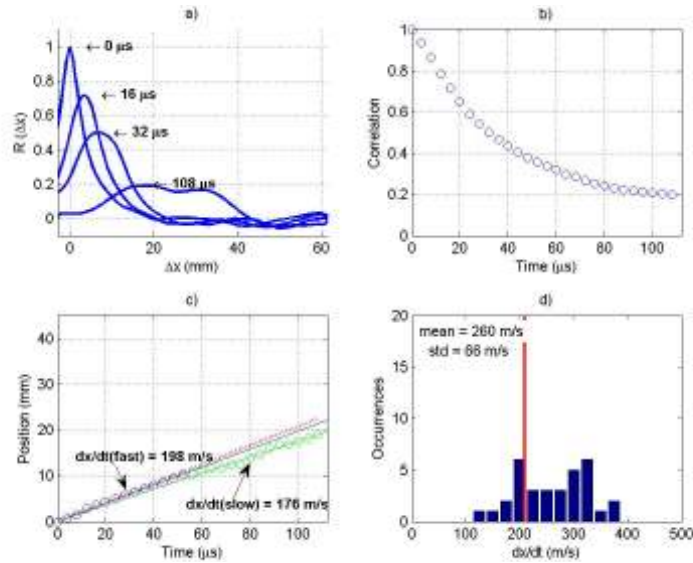 a)
1
0.8
0.6
0.4
0.2
0
R (Δx)
← 0 μs
← 16 μs
← 32 μs
← 108 μs
0
20
40
60
Δx (mm)
b)
1
0.8
0.6
0.4
0.2
0
Correlation
0
20
40
60
80
100
Time (μs)
c)
40
30
20
10
0
Position (mm)
dx/dt(fast) = 198 m/s
dx/dt(slow) = 176 m/s
0
20
40
60
80
100
Time (μs)
d)
20
15
10
5
0
Occurrences
mean = 260 m/s
std = 66 m/s
0
100
200
300
400
500
dx/dt (m/s)